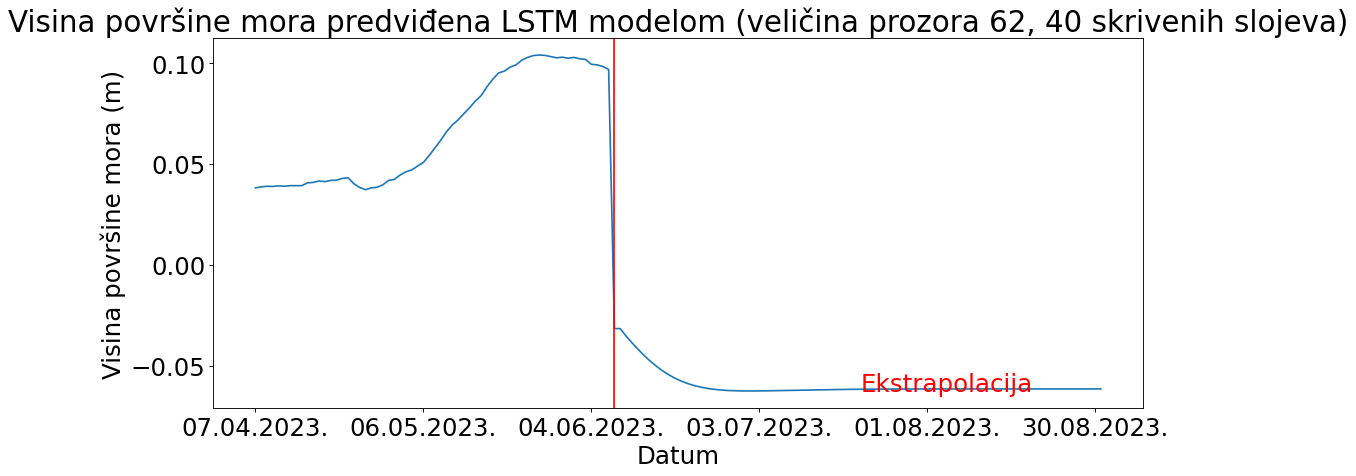 Visina površine mora predviđena LSTM modelom (veličina prozora 62, 40 skrivenih slojeva)
Visina površine mora (m)
0.10
0.05
0.00
−0.05
Ekstrapolacija
07.04.2023. 06.05.2023. 04.06.2023. 03.07.2023. 01.08.2023. 30.08.2023.
Datum